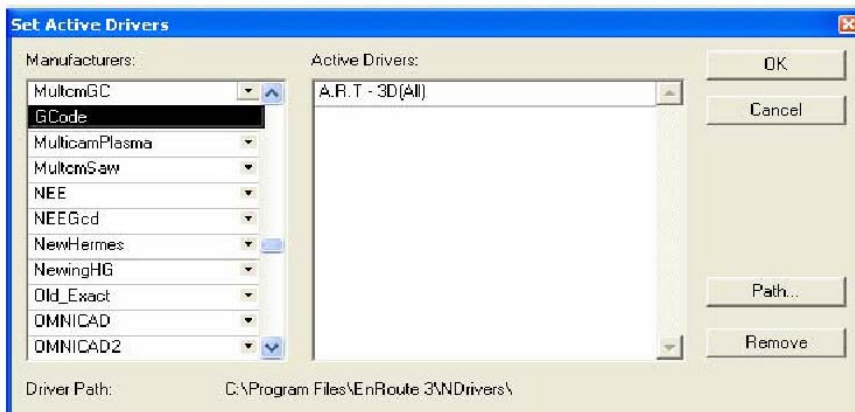 Set Active Drivers
Manufacturers:
MultcmGC
GCode
MulticamPlasma
MultcmSaw
NEE
NEEGcd
NewHermes
NewingHG
Old_Exact
OMNICAD
OMNICAD2
Active Drivers:
A.R.T - 3D(All)
OK
Cancel
Path...
Remove
Driver Path: C:\Program Files\EnRoute 3\NDrivers\